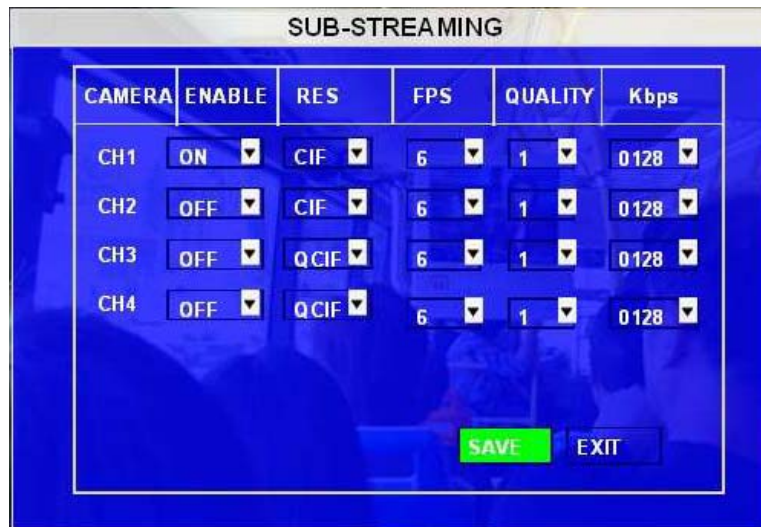 SUB-STREAMING
CAMERA ENABLE RES FPS QUALITY Kbps
CH1 ON CIF 6 1 0128
CH2 OFF CIF 6 1 0128
CH3 OFF QCIF 6 1 0128
CH4 OFF QCIF 6 1 0128
SAVE EXIT